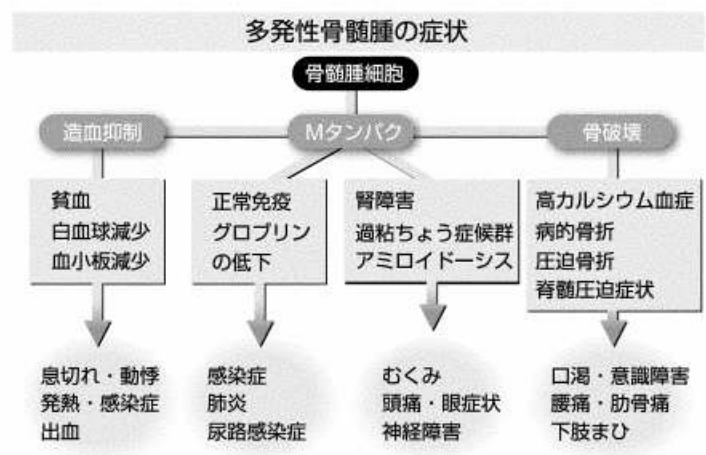 多発性骨髄腫の症状
骨髄腫細胞
造血抑制
Mタンパク
骨破壊
貧血
白血球減少
血小板減少
正常免疫
グロブリン
の低下
腎障害
過粘ちょう症候群
アミロイドーシス
高カルシウム血症
病的骨折
圧迫骨折
脊髄圧迫症状
息切れ・動悸
発熱・感染症
出血
感染症
肺炎
尿路感染症
むくみ
頭痛・眼症状
神経障害
口渇・意識障害
腰痛・肋骨痛
下肢まひ